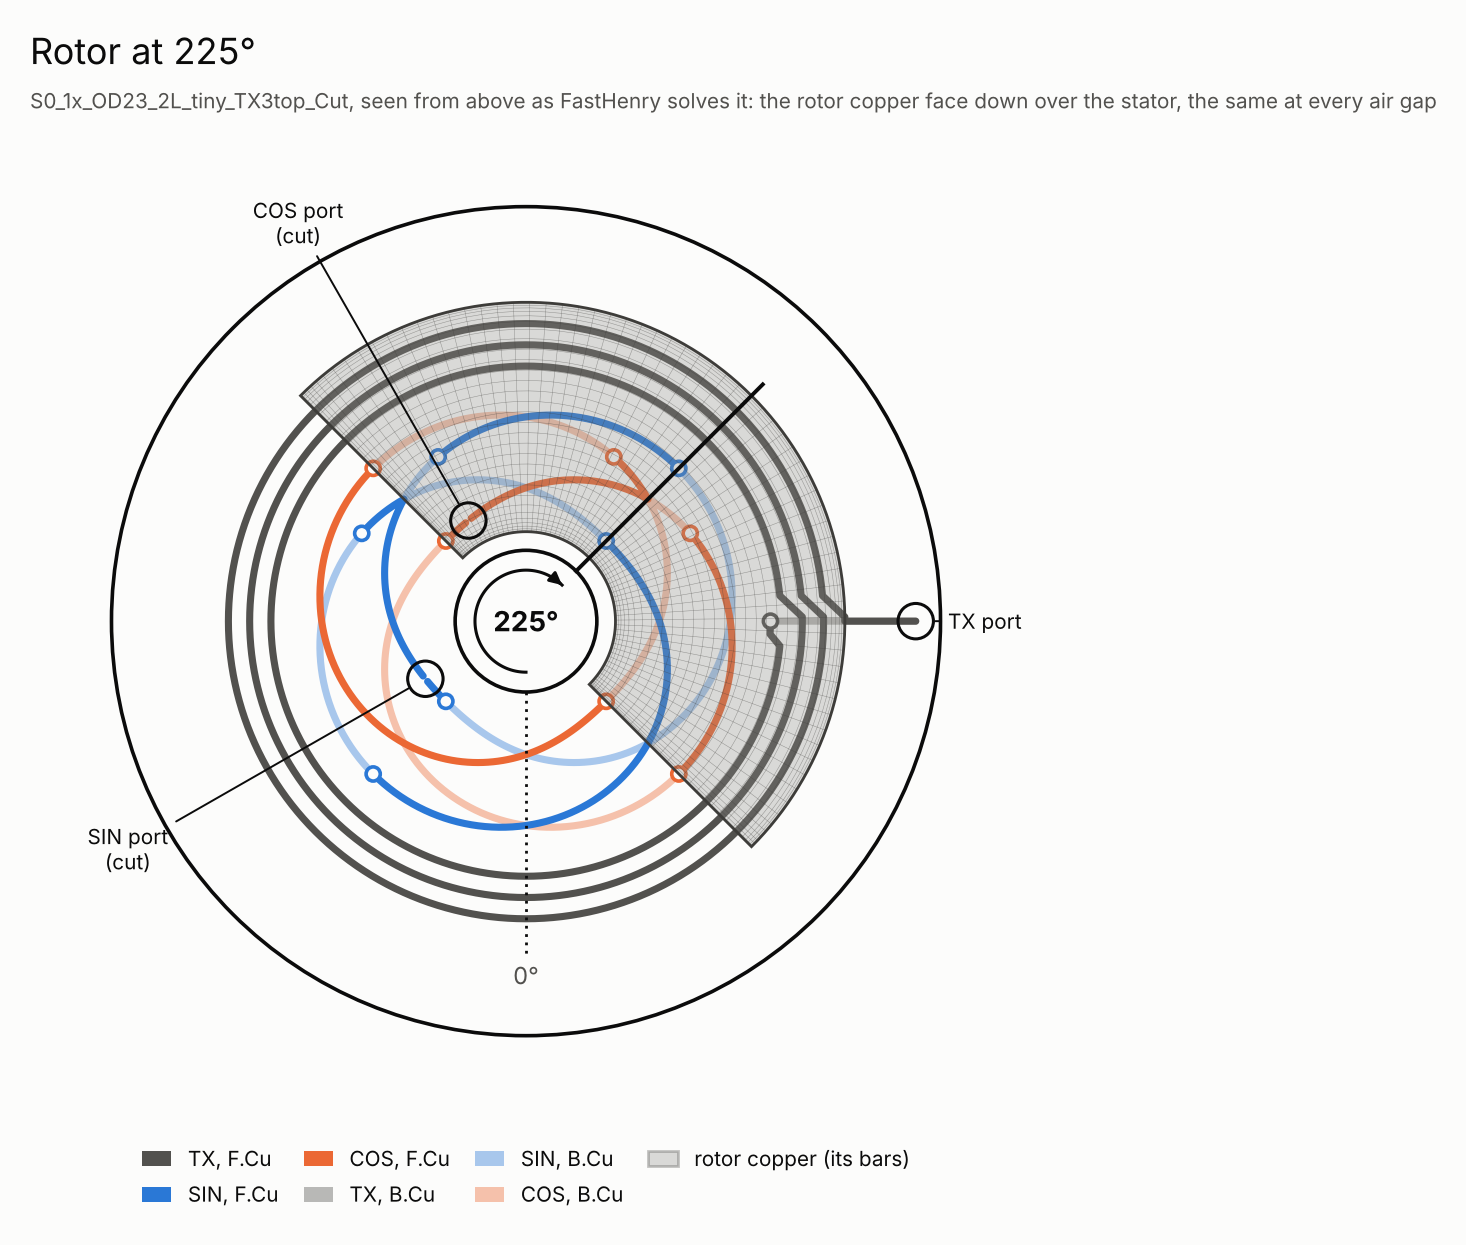 Rotor at 225°
S0_1x_OD23_2L_tiny_TX3top_Cut, seen from above as FastHenry solves it: the rotor copper face down over the stator, the same at every air gap
COS port
(cut)
225°
TX port
SIN port
(cut)
0°
TX, F.Cu
COS, F.Cu
SIN, B.Cu
rotor copper (its bars)
SIN, F.Cu
TX, B.Cu
COS, B.Cu